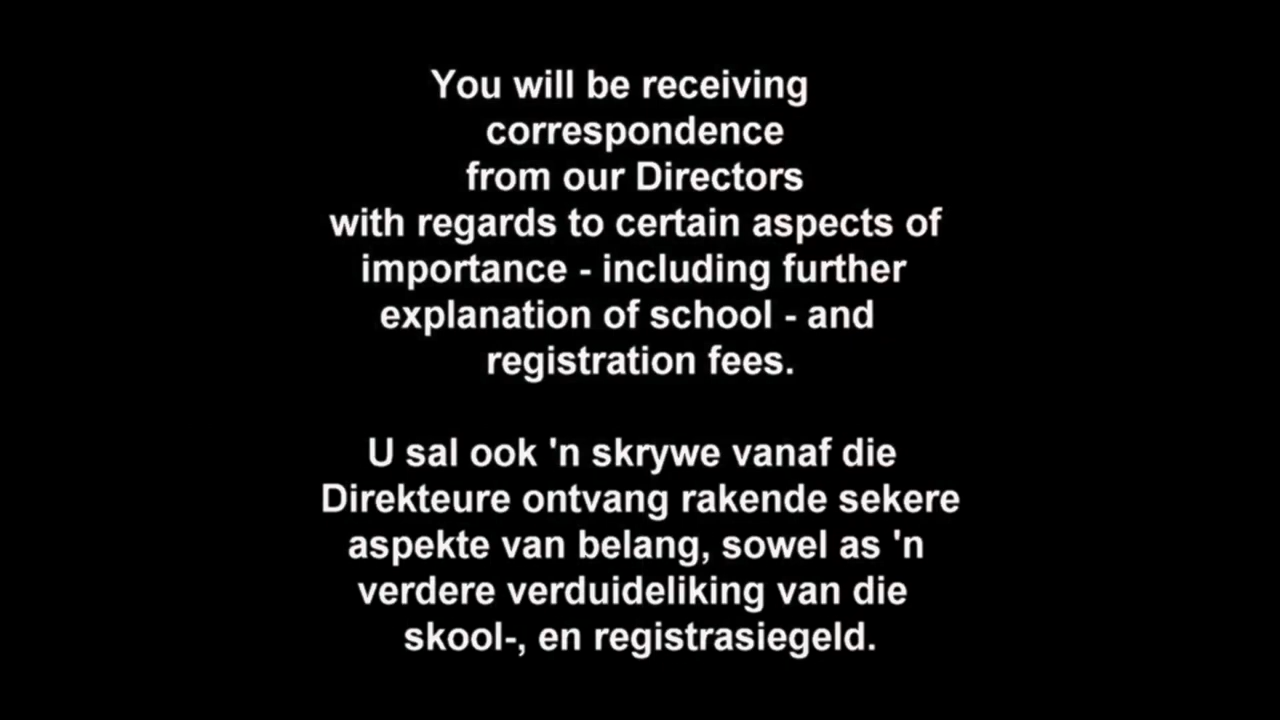 You will be receiving
correspondence
from our Directors
with regards to certain aspects of
importance - including further
explanation of school - and
registration fees.
U sal ook 'n skrywe vanaf die
Direkteure ontvang rakende sekere
aspekte van belang, sowel as 'n
verdere verduideliking van die
skool-, en registrasiegeld.